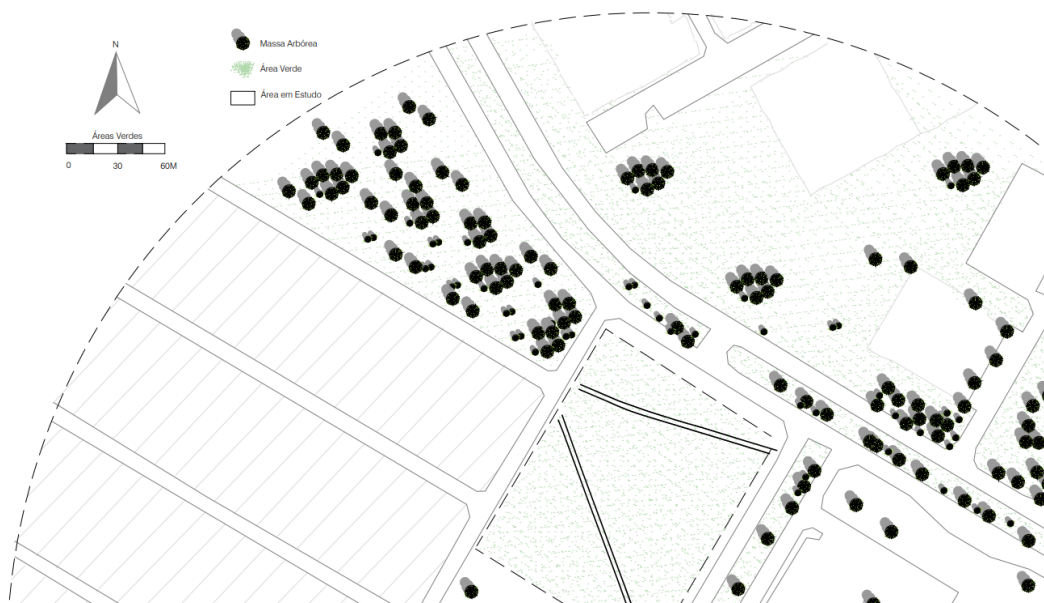 N
Massa Arbórea
Área Verde
Área em Estudo
Áreas Verdes
0 30 60M